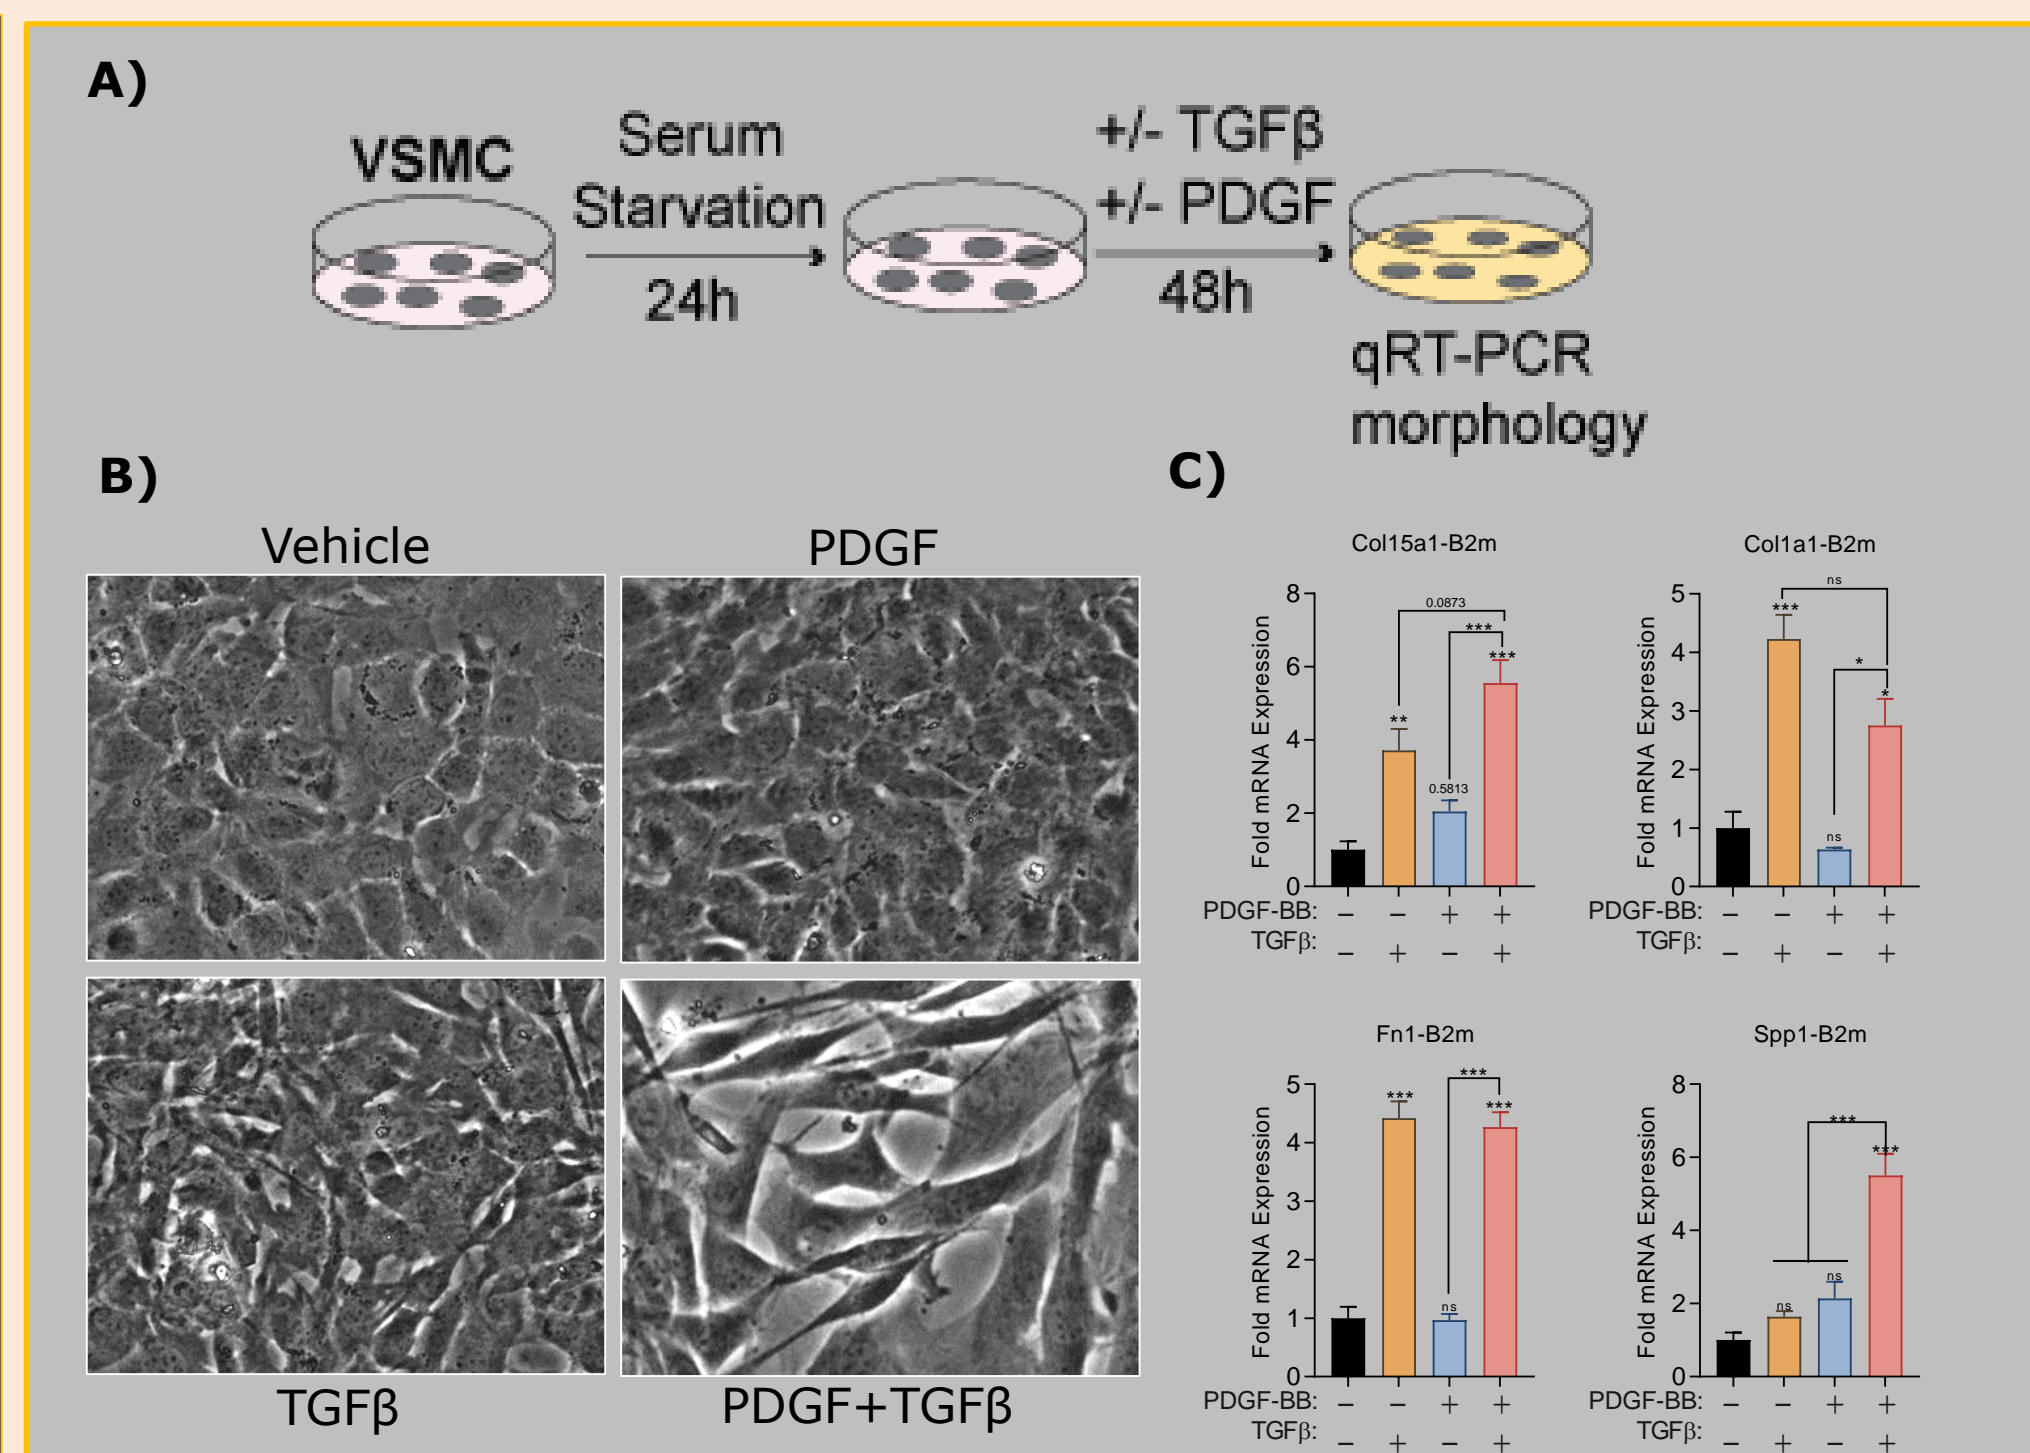 A)
VSMC
Serum
Starvation
24h
+/- TGFβ
+/- PDGF
48h
qRT-PCR
morphology
B)
Vehicle
PDGF
TGFβ
PDGF+TGFβ
C)
Col15a1-B2m
Fold mRNA Expression
8
6
4
2
0
0.0873
***
***
**
0.5813
PDGF-BB: – – + +
TGFβ: – + – +
Col1a1-B2m
Fold mRNA Expression
5
4
3
2
1
0
ns
***
*
*
ns
PDGF-BB: – – + +
TGFβ: – + – +
Fn1-B2m
Fold mRNA Expression
5
4
3
2
1
0
***
***
***
ns
PDGF-BB: – – + +
TGFβ: – + – +
Spp1-B2m
Fold mRNA Expression
8
6
4
2
0
***
***
ns
ns
PDGF-BB: – – + +
TGFβ: – + – +